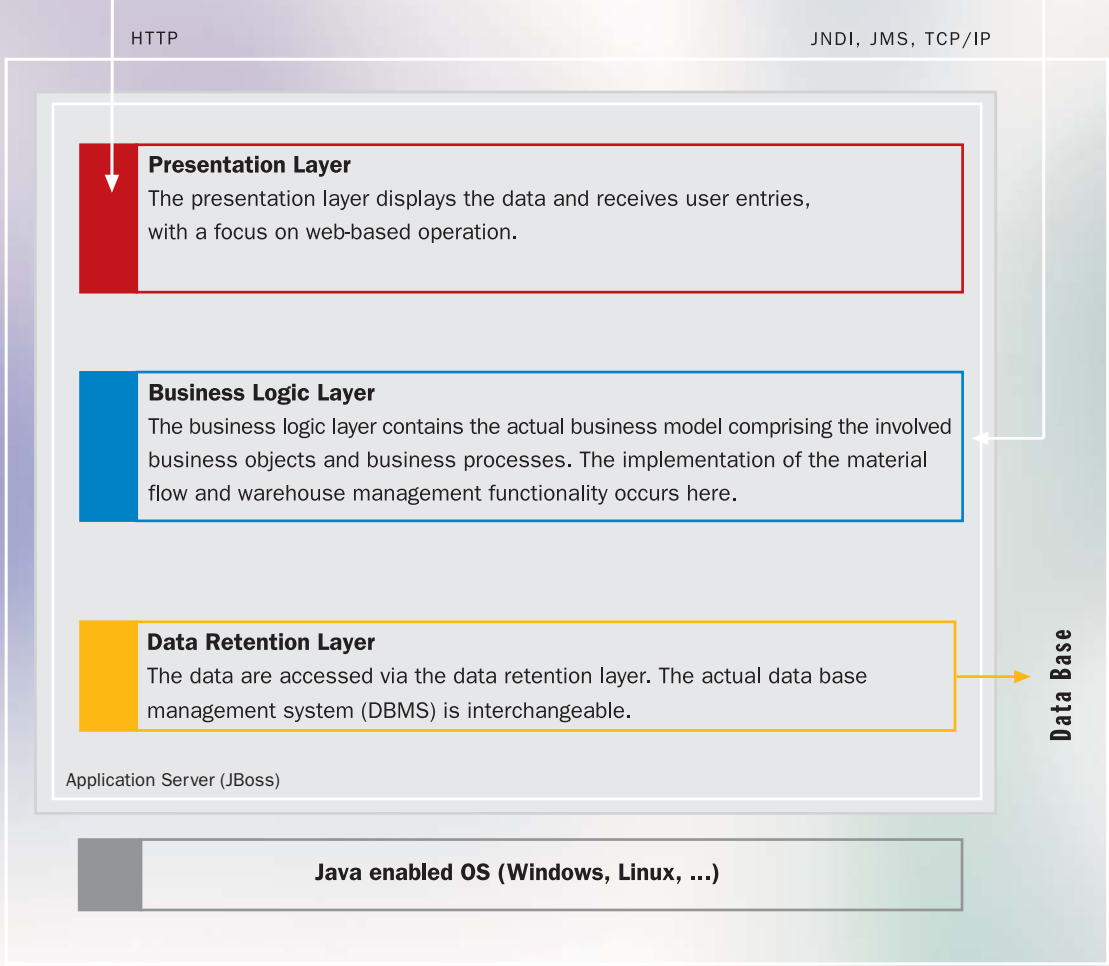 HTTP
JNDI, JMS, TCP/IP
Presentation Layer
The presentation layer displays the data and receives user entries,
with a focus on web-based operation.
Business Logic Layer
The business logic layer contains the actual business model comprising the involved
business objects and business processes. The implementation of the material
flow and warehouse management functionality occurs here.
Data Retention Layer
The data are accessed via the data retention layer. The actual data base
management system (DBMS) is interchangeable.
Data Base
Application Server (JBoss)
Java enabled OS (Windows, Linux, ...)